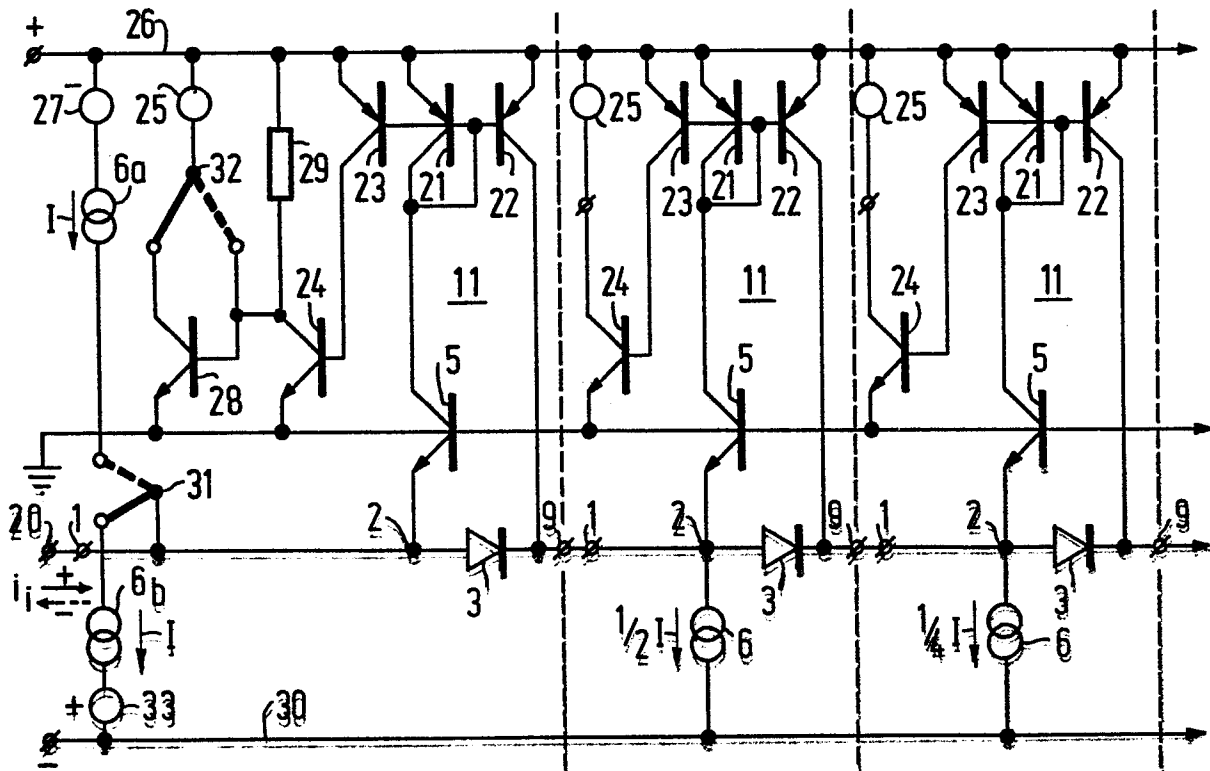 + 26
27 − 25 25 25
6a 32 29 23 21 22 23 21 22 23 21 22
I
24 11 24 11 24 11
28 5 5 5
31
20 1 2 9 1 2 9 1 2 9
3 3 3
i_i + − 6b I 1/2 I 6 1/4 I 6
± 33 30
−